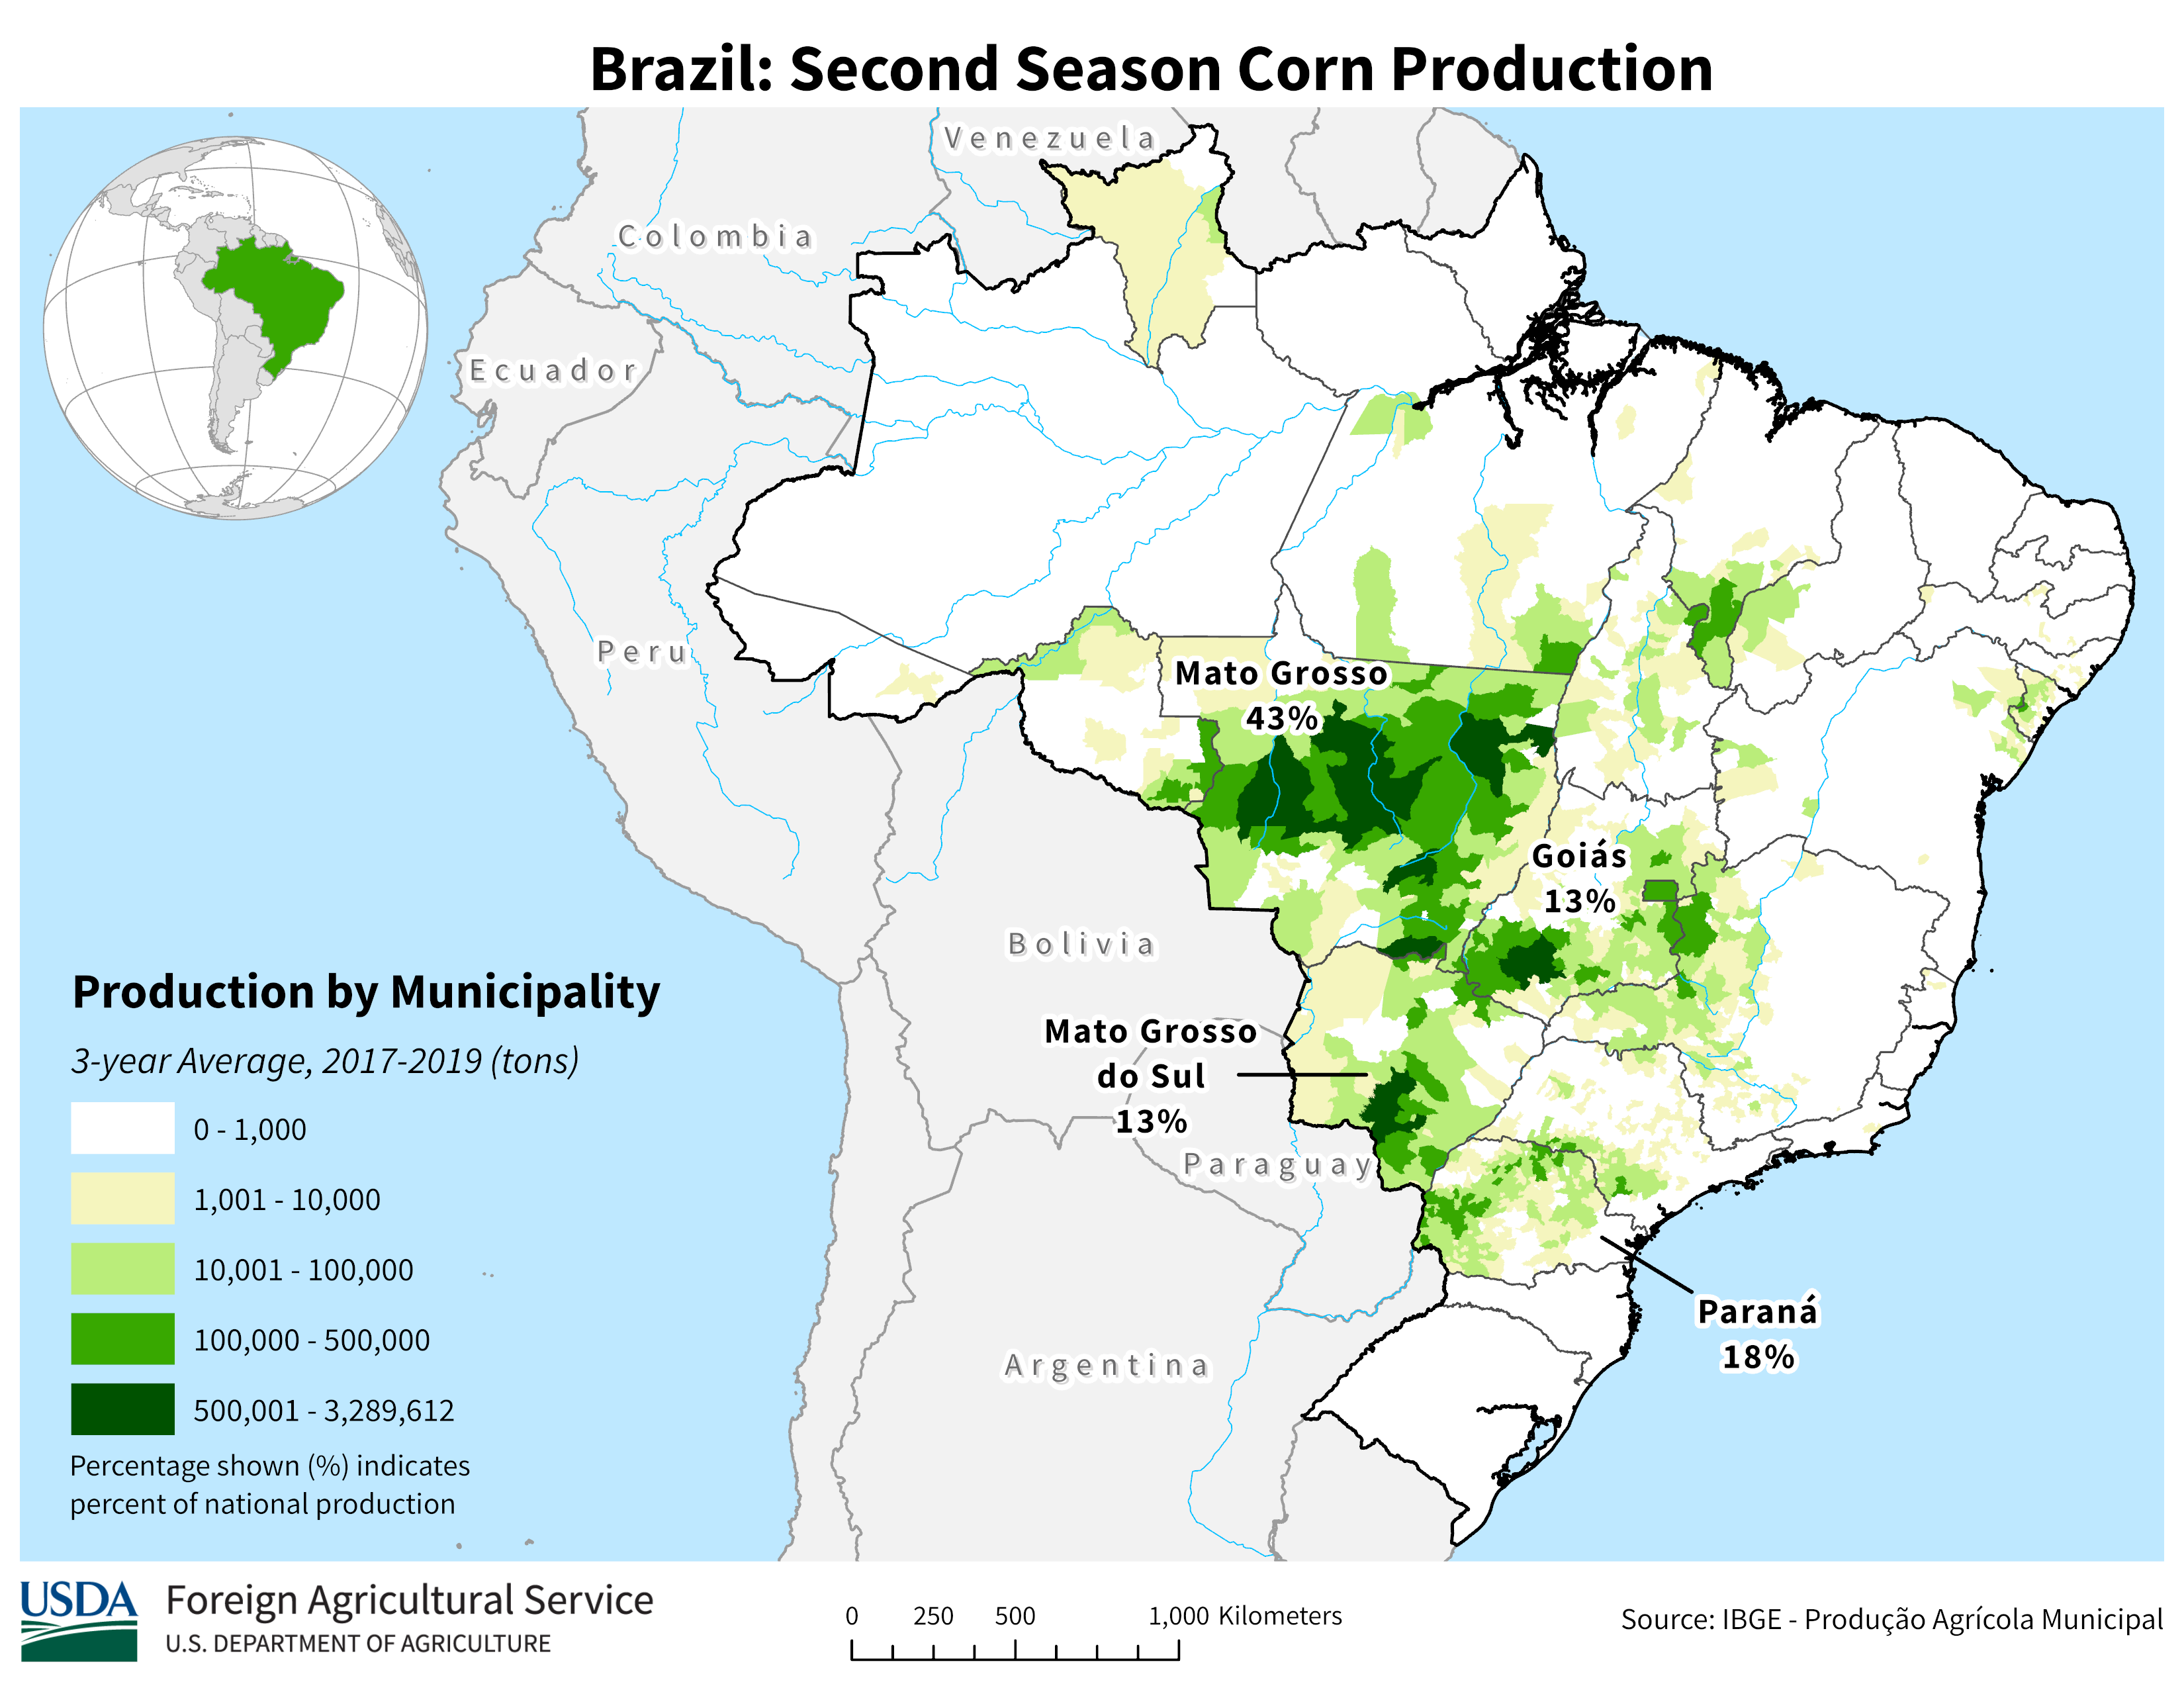 Brazil: Second Season Corn Production
Venezuela
Colombia
Ecuador
Peru
Mato Grosso
43%
Goiás
13%
Bolivia
Mato Grosso
do Sul
13%
Paraguay
Paraná
18%
Argentina
Production by Municipality
3-year Average, 2017-2019 (tons)
0 - 1,000
1,001 - 10,000
10,001 - 100,000
100,000 - 500,000
500,001 - 3,289,612
Percentage shown (%) indicates
percent of national production
USDA
Foreign Agricultural Service
U.S. DEPARTMENT OF AGRICULTURE
0 250 500 1,000 Kilometers
Source: IBGE - Produção Agrícola Municipal